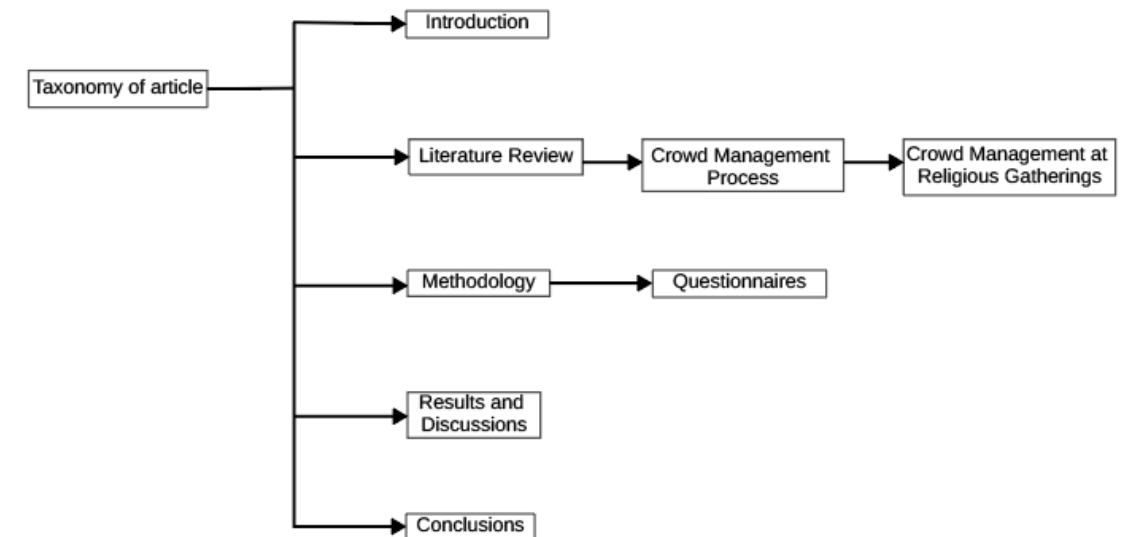 Introduction
Taxonomy of article
Literature Review
Crowd Management
Process
Crowd Management at
Religious Gatherings
Methodology
Questionnaires
Results and
Discussions
Conclusions